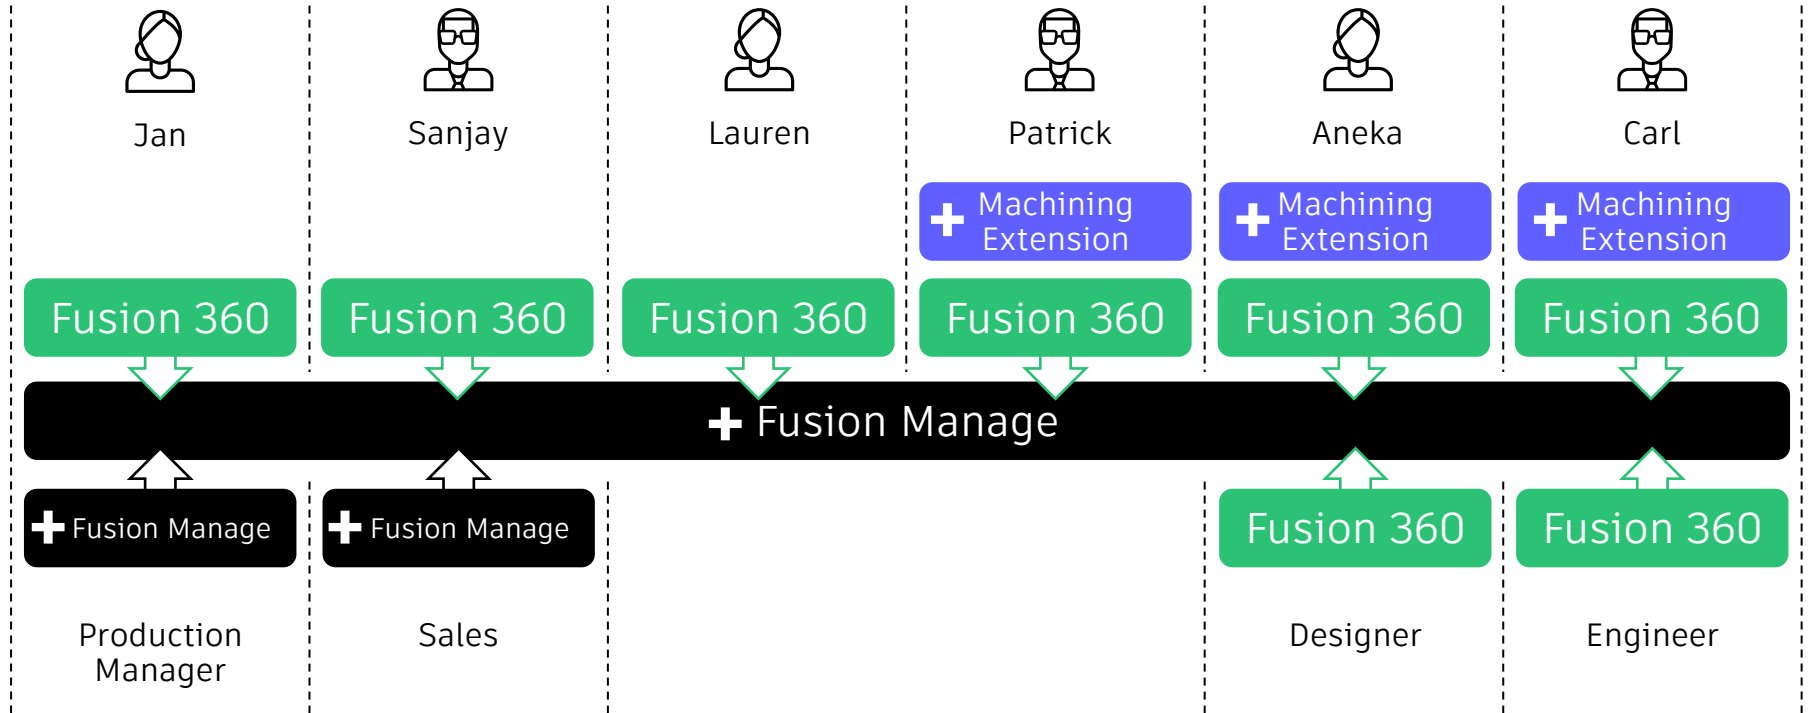 Jan
Sanjay
Lauren
Patrick
Aneka
Carl
Machining
Extension
Machining
Extension
Machining
Extension
Fusion 360
Fusion 360
Fusion 360
Fusion 360
Fusion 360
Fusion 360
+ Fusion Manage
+ Fusion Manage
+ Fusion Manage
Fusion 360
Fusion 360
Production
Manager
Sales
Designer
Engineer